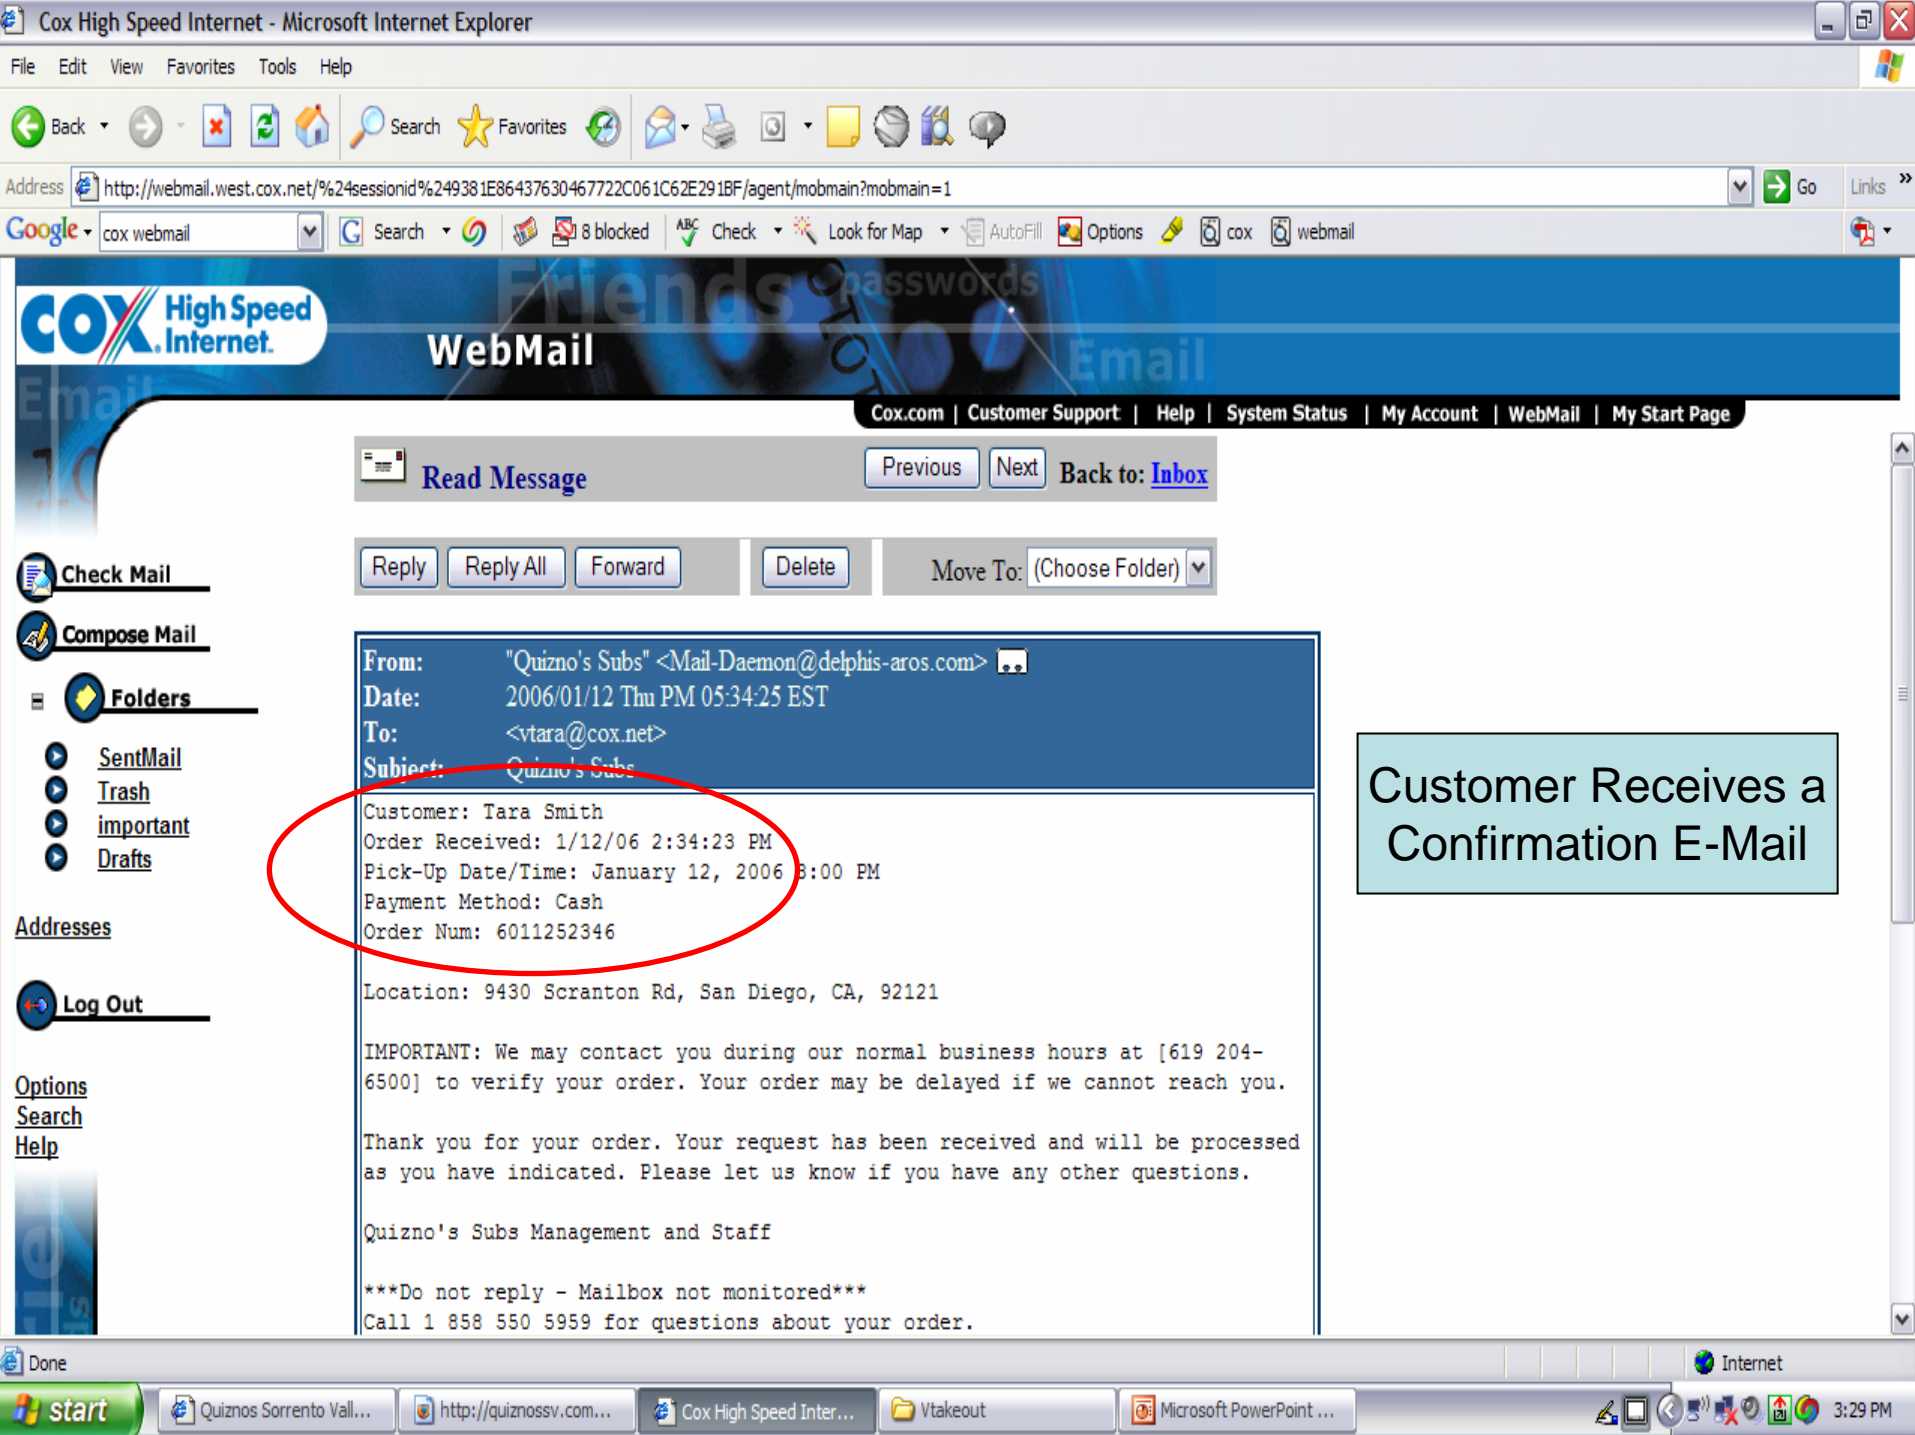 Cox High Speed Internet - Microsoft Internet Explorer
File Edit View Favorites Tools Help
Back Search Favorites
Address http://webmail.west.cox.net/%24sessionid%249381E86437630467722C061C62E291BF/agent/mobmain?mobmain=1 Go Links »
Google cox webmail G Search 8 blocked ABC Check Look for Map AutoFill Options cox webmail
Friends passwords
COX High Speed Internet.
WebMail
Email
Email
Cox.com | Customer Support | Help | System Status | My Account | WebMail | My Start Page
Read Message Previous Next Back to: Inbox
Reply Reply All Forward Delete Move To: (Choose Folder)
Check Mail
Compose Mail
Folders
SentMail
Trash
important
Drafts
Addresses
Log Out
Options
Search
Help
From: "Quizno's Subs" <Mail-Daemon@delphis-aros.com>
Date: 2006/01/12 Thu PM 05:34:25 EST
To: <vtara@cox.net>
Subject: Quizno's Subs
Customer: Tara Smith
Order Received: 1/12/06 2:34:23 PM
Pick-Up Date/Time: January 12, 2006 3:00 PM
Payment Method: Cash
Order Num: 6011252346
Location: 9430 Scranton Rd, San Diego, CA, 92121
IMPORTANT: We may contact you during our normal business hours at [619 204-
6500] to verify your order. Your order may be delayed if we cannot reach you.
Thank you for your order. Your request has been received and will be processed
as you have indicated. Please let us know if you have any other questions.
Quizno's Subs Management and Staff
***Do not reply - Mailbox not monitored***
Call 1 858 550 5959 for questions about your order.
Customer Receives a
Confirmation E-Mail
Done Internet
start Quiznos Sorrento Vall... http://quiznossv.com... Cox High Speed Inter... Vtakeout Microsoft PowerPoint ... 3:29 PM